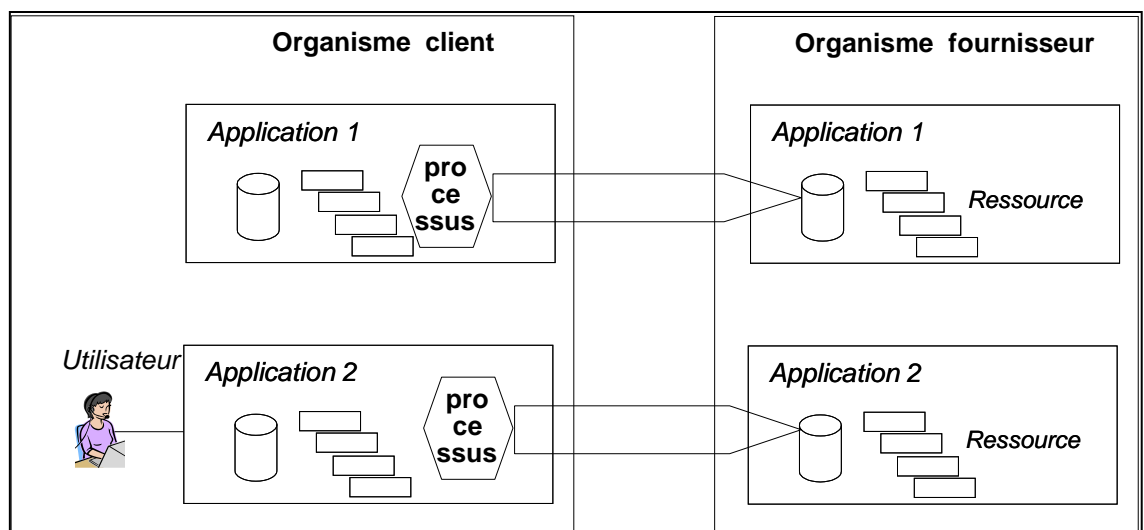 Organisme client
Organisme fournisseur
Application 1
pro
ce
ssus
Application 1
Ressource
Utilisateur
Application 2
pro
ce
ssus
Application 2
Ressource